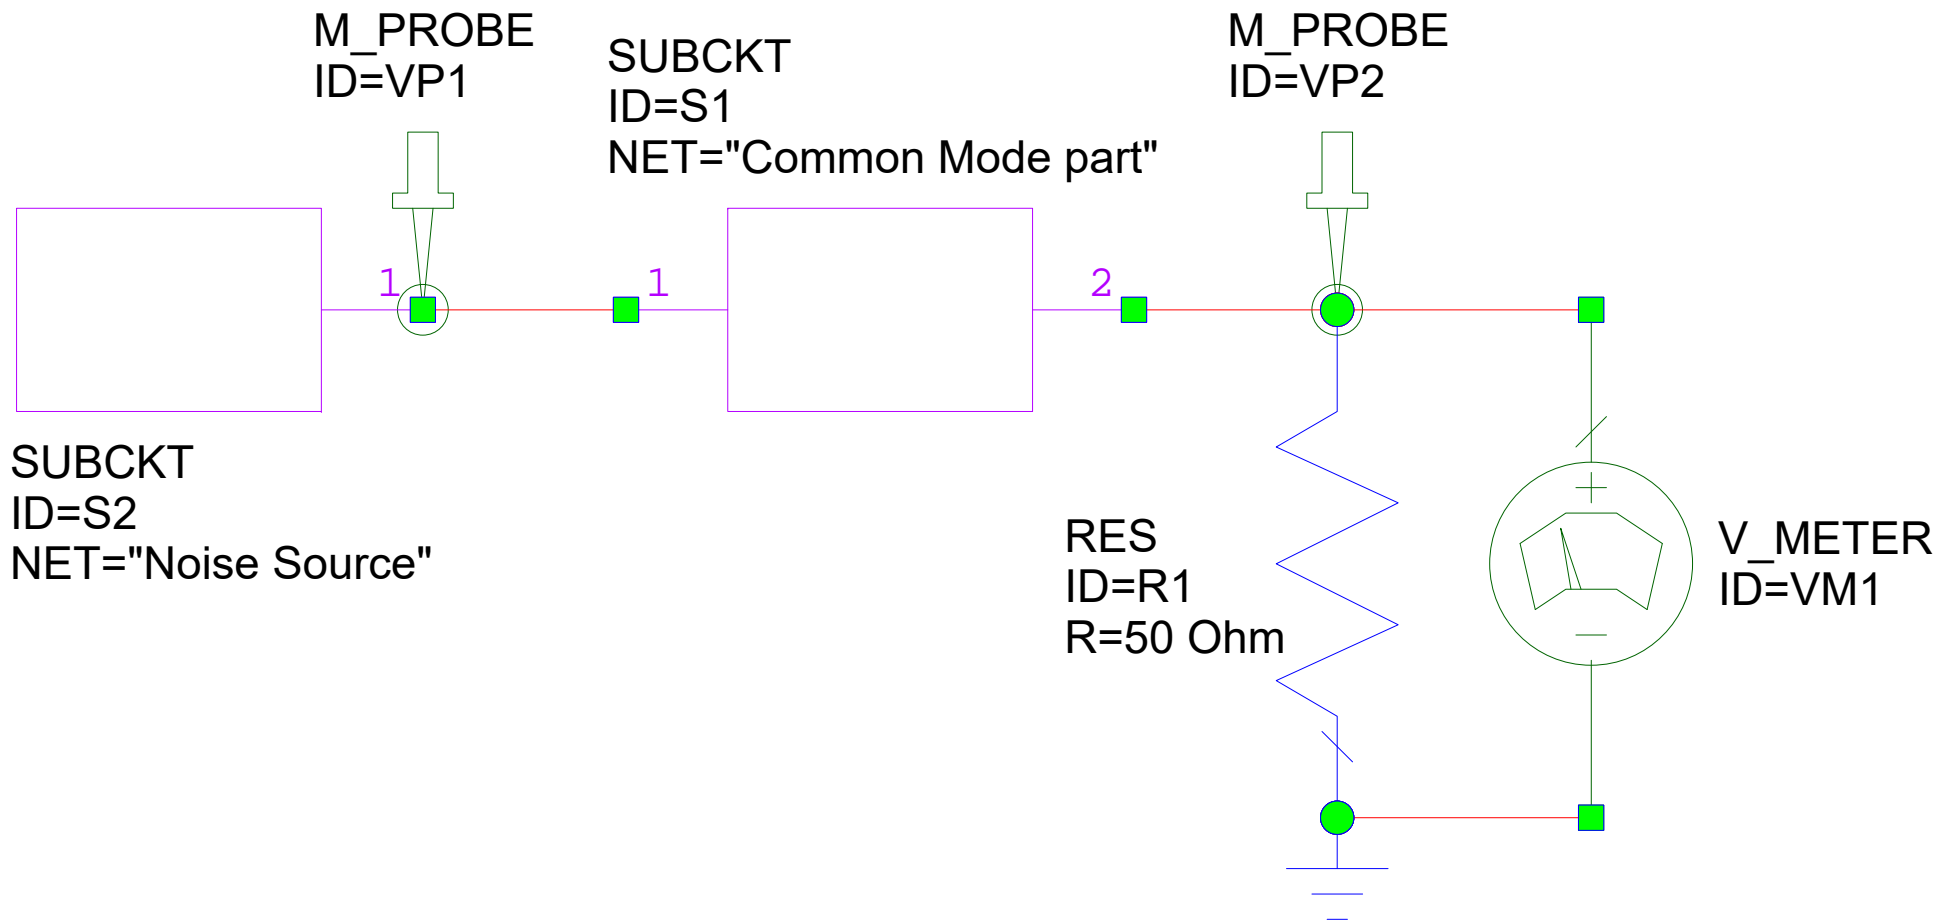 M_PROBE
ID=VP1
SUBCKT
ID=S1
NET="Common Mode part"
M_PROBE
ID=VP2
1
1
2
SUBCKT
ID=S2
NET="Noise Source"
RES
ID=R1
R=50 Ohm
V_METER
ID=VM1